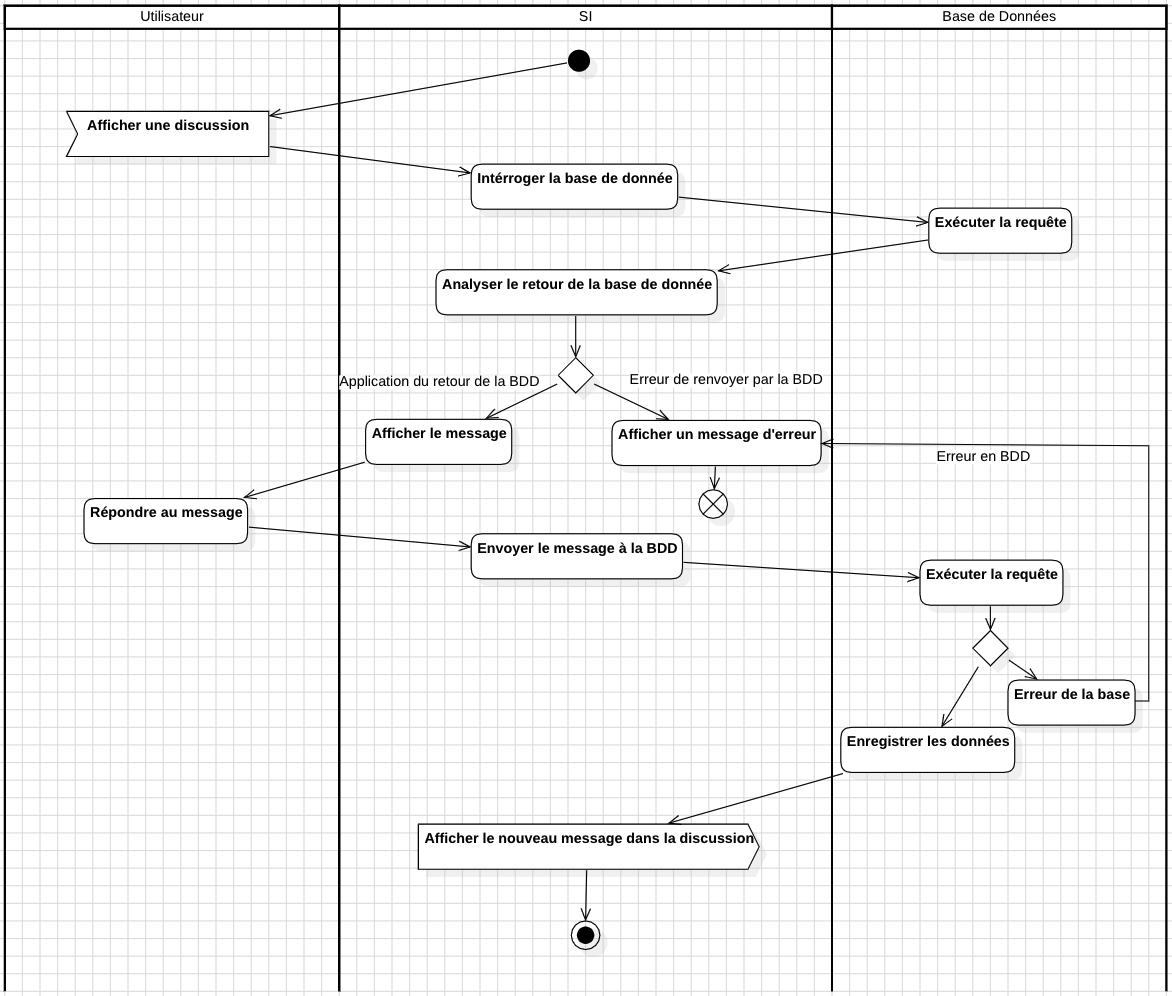 Utilisateur
SI
Base de Données
Afficher une discussion
Intérroger la base de donnée
Exécuter la requête
Analyser le retour de la base de donnée
Application du retour de la BDD
Erreur de renvoyer par la BDD
Afficher le message
Afficher un message d'erreur
Erreur en BDD
Répondre au message
Envoyer le message à la BDD
Exécuter la requête
Erreur de la base
Enregistrer les données
Afficher le nouveau message dans la discussion